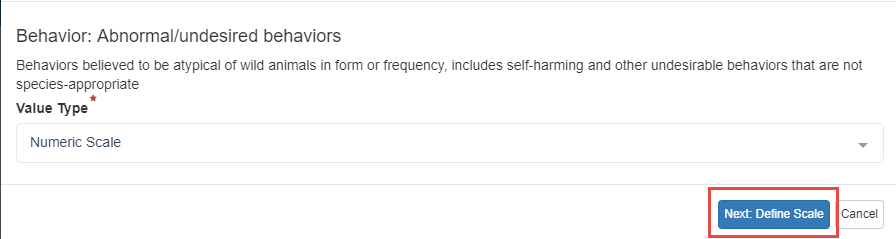 Behavior: Abnormal/undesired behaviors
Behaviors believed to be atypical of wild animals in form or frequency, includes self-harming and other undesirable behaviors that are not
species-appropriate
Value Type*
Numeric Scale
Next: Define Scale Cancel